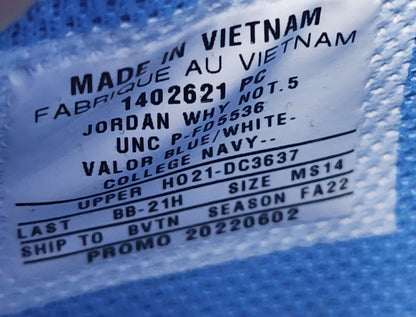 MADE IN VIETNAM
FABRIQUE AU VIETNAM
1402621 PC
JORDAN WHY NOT.5
UNC P-FD5536
VALOR BLUE/WHITE-
COLLEGE NAVY--
UPPER HO21-DC3637
LAST BB-21H SIZE MS14
SHIP TO BVTN SEASON FA22
PROMO 20220602